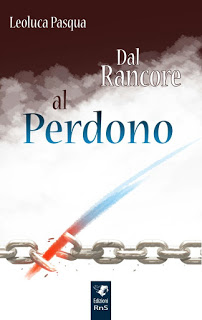 Leoluca Pasqua
Dal
Rancore
al
Perdono
Edizioni
RnS